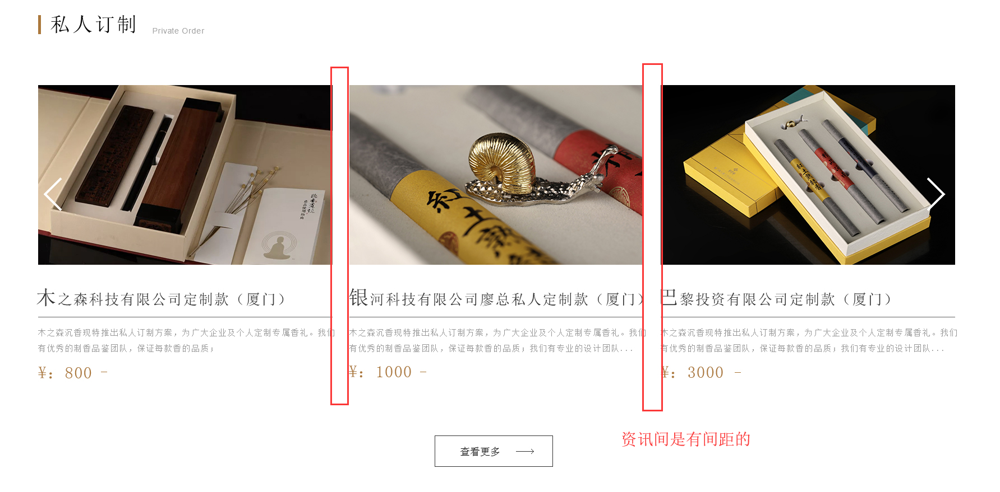 私人订制 Private Order
紅土熟
木之森科技有限公司定制款（厦门）
木之森沉香现特推出私人订制方案，为广大企业及个人定制专属香礼。我们
有优秀的制香品鉴团队，保证每款香的品质；
¥：800 -
银河科技有限公司廖总私人定制款（厦门）
木之森沉香现特推出私人订制方案，为广大企业及个人定制专属香礼。我们
有优秀的制香品鉴团队，保证每款香的品质；我们有专业的设计团队...
¥：1000 -
巴黎投资有限公司定制款（厦门）
木之森沉香现特推出私人订制方案，为广大企业及个人定制专属香礼。我们
有优秀的制香品鉴团队，保证每款香的品质；我们有专业的设计团队...
¥：3000 -
资讯间是有间距的
查看更多